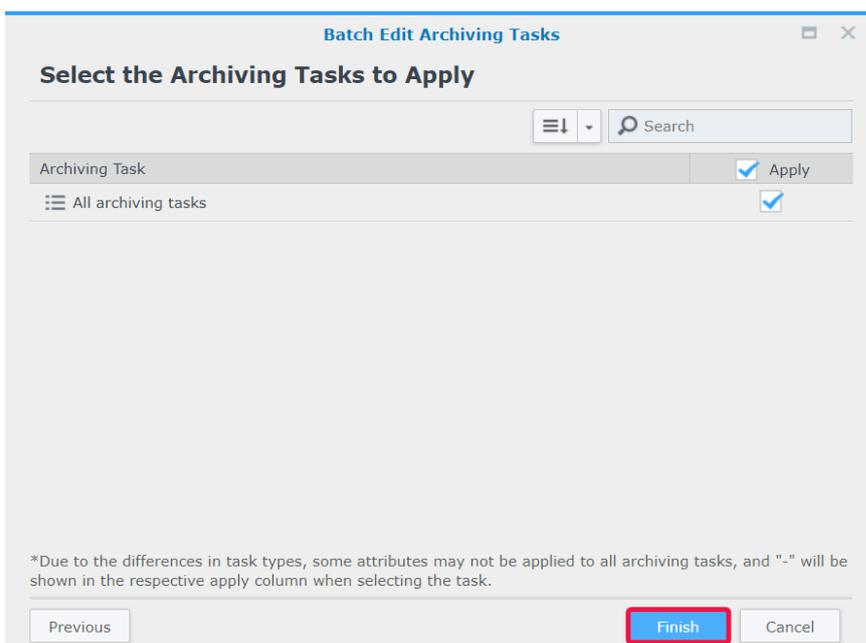 Batch Edit Archiving Tasks
Select the Archiving Tasks to Apply
Search
Archiving Task Apply
All archiving tasks
*Due to the differences in task types, some attributes may not be applied to all archiving tasks, and "-" will be
shown in the respective apply column when selecting the task.
Previous Finish Cancel